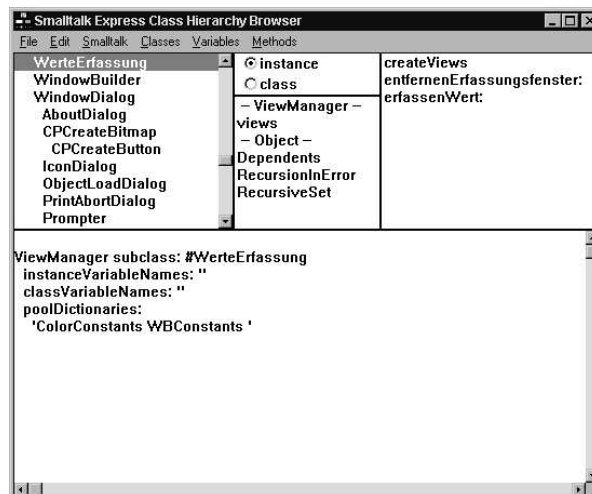 Smalltalk Express Class Hierarchy Browser
File Edit Smalltalk Classes Variables Methods
WerteErfassung
WindowBuilder
WindowDialog
AboutDialog
CPCreateBitmap
CPCreateButton
IconDialog
ObjectLoadDialog
PrintAbortDialog
Prompter
instance
class
– ViewManager –
views
– Object –
Dependents
RecursionInError
RecursiveSet
createViews
entfernenErfassungsfenster:
erfassenWert:
ViewManager subclass: #WerteErfassung
instanceVariableNames: ''
classVariableNames: ''
poolDictionaries:
'ColorConstants WBConstants '